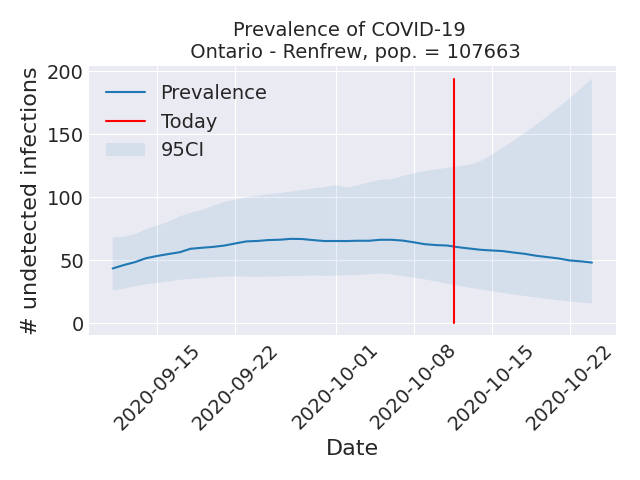 Prevalence of COVID-19
Ontario - Renfrew, pop. = 107663
# undetected infections
200
150
100
50
0
Prevalence
Today
95CI
2020-09-15
2020-09-22
2020-10-01
2020-10-08
2020-10-15
2020-10-22
Date